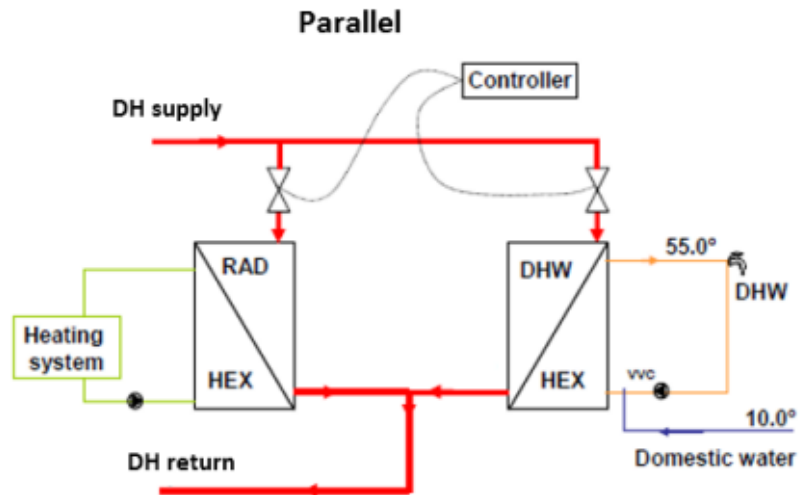 Parallel
Controller
DH supply
RAD
DHW
55.0°
DHW
Heating
system
HEX
HEX
VVC
10.0°
Domestic water
DH return